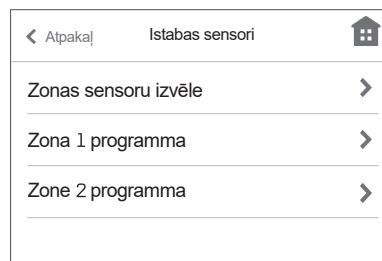 Atpakaļ Istabas sensori
Zonas sensoru izvēle
Zona 1 programma
Zone 2 programma